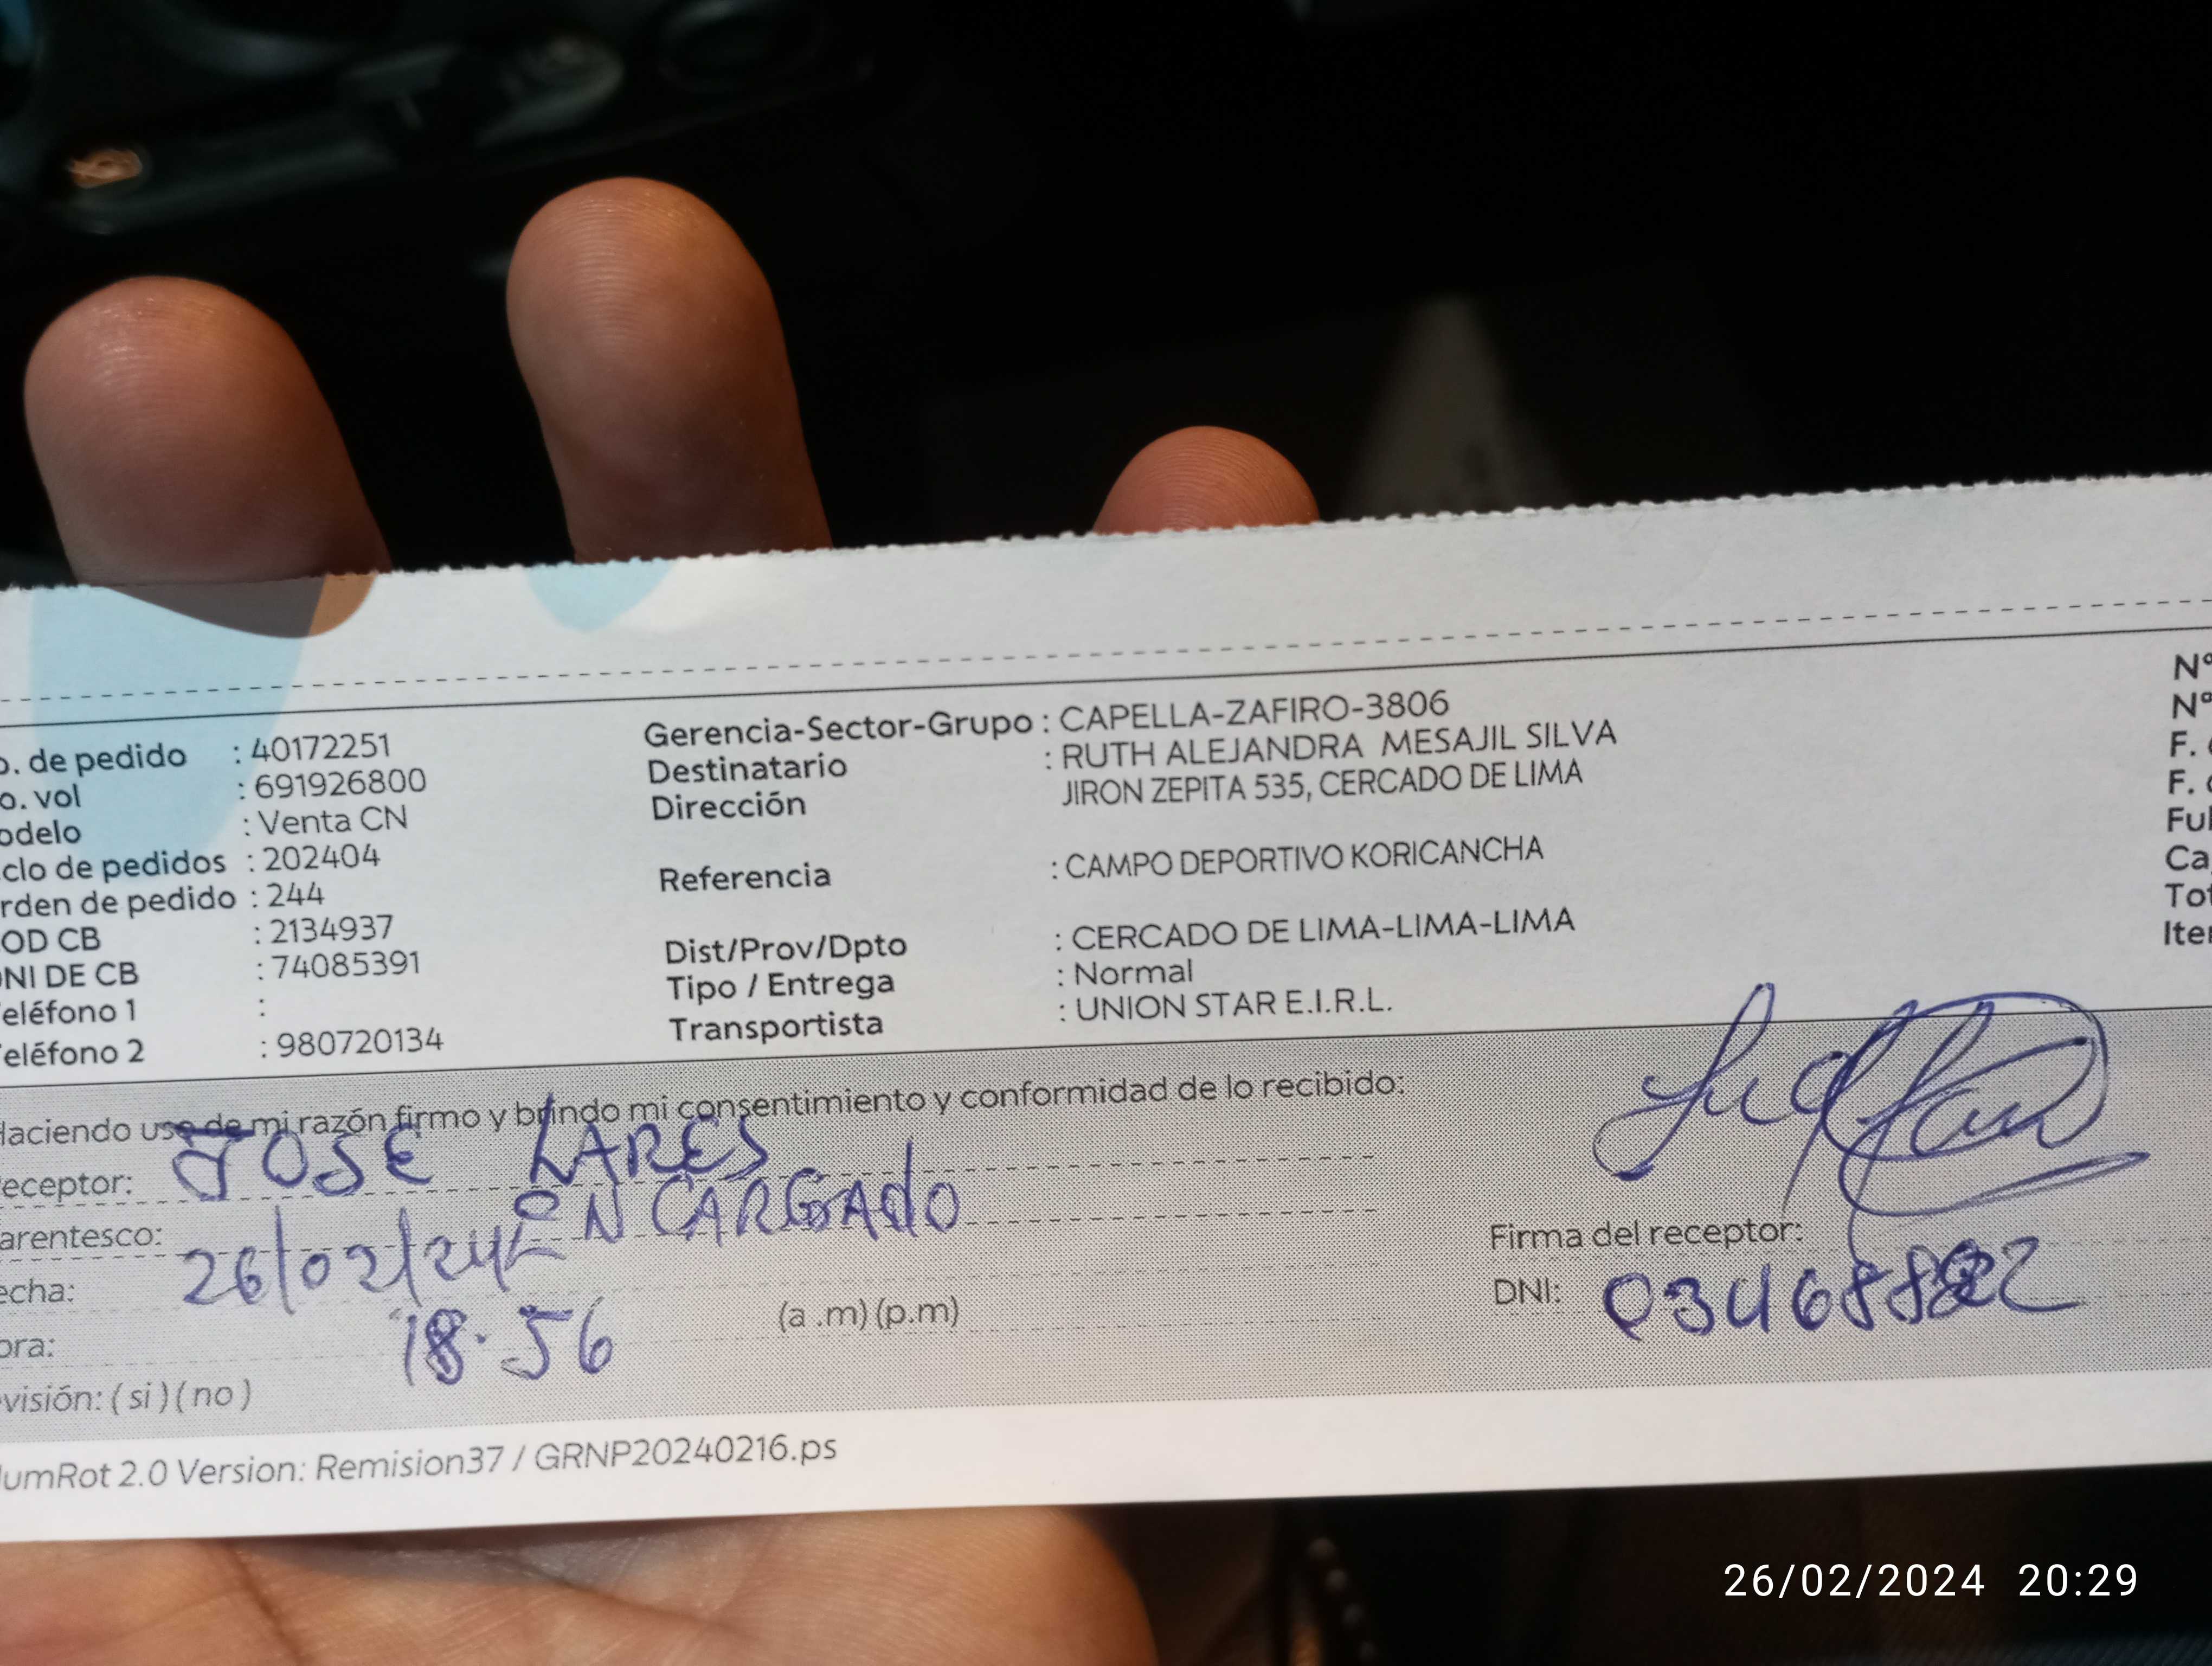 o. de pedido : 40172251
o. vol : 691926800
odelo : Venta CN
clo de pedidos : 202404
rden de pedido : 244
OD CB : 2134937
NI DE CB : 74085391
eléfono 1 :
eléfono 2 : 980720134
Gerencia-Sector-Grupo : CAPELLA-ZAFIRO-3806
Destinatario : RUTH ALEJANDRA MESAJIL SILVA
Dirección JIRON ZEPITA 535, CERCADO DE LIMA
Referencia : CAMPO DEPORTIVO KORICANCHA
Dist/Prov/Dpto : CERCADO DE LIMA-LIMA-LIMA
Tipo / Entrega : Normal
Transportista : UNION STAR E.I.R.L.
N°
N°
F.
F.
Ful
Ca
Tot
Iter
Haciendo uso de mi razón firmo y brindo mi consentimiento y conformidad de lo recibido:
eceptor: JOSE LARES
arentesco: ENCARGADO
echa: 26/02/24
ora: 18:56 (a .m) (p.m)
visión: ( si ) ( no )
Firma del receptor:
DNI:
umRot 2.0 Version: Remision37 / GRNP20240216.ps
26/02/2024 20:29